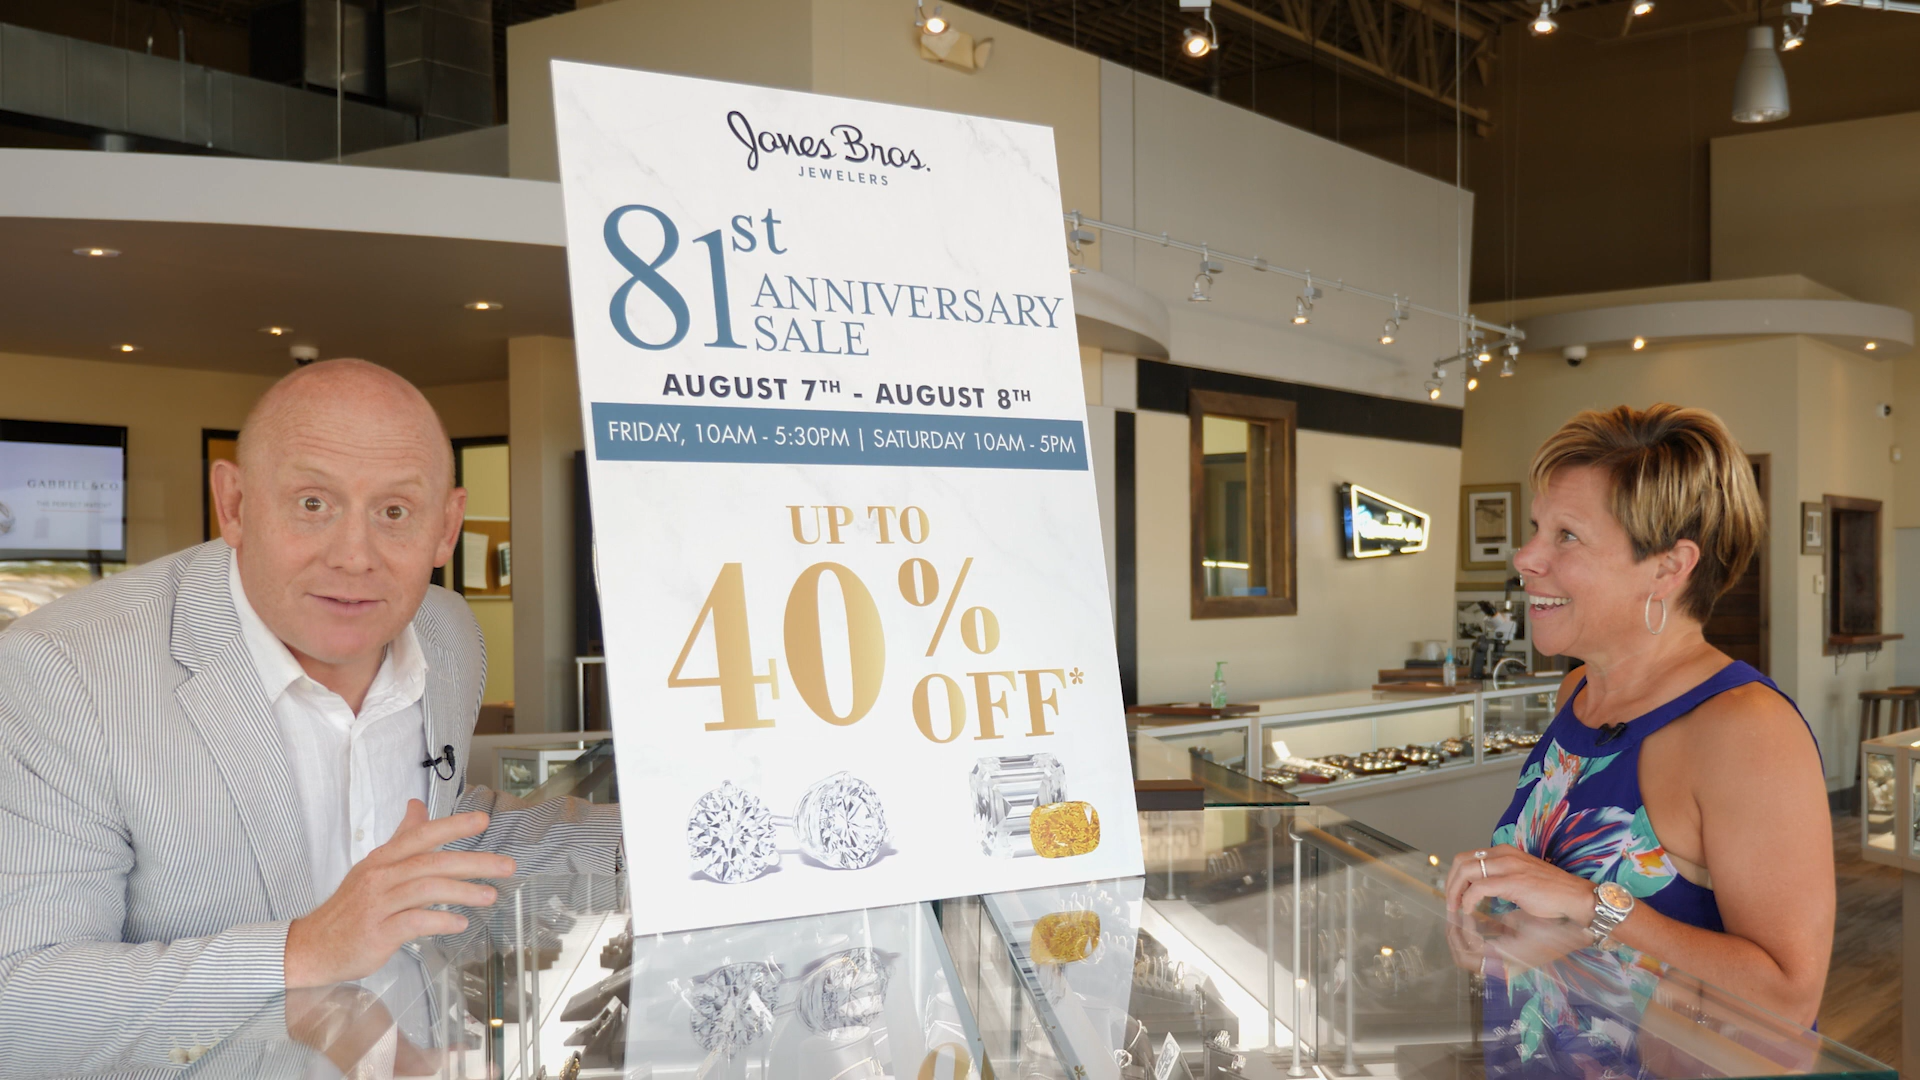 Jones Bros.
JEWELERS
81st
ANNIVERSARY
SALE
AUGUST 7TH - AUGUST 8TH
FRIDAY, 10AM - 5:30PM | SATURDAY 10AM - 5PM
UP TO
40%
OFF*
GABRIEL & CO